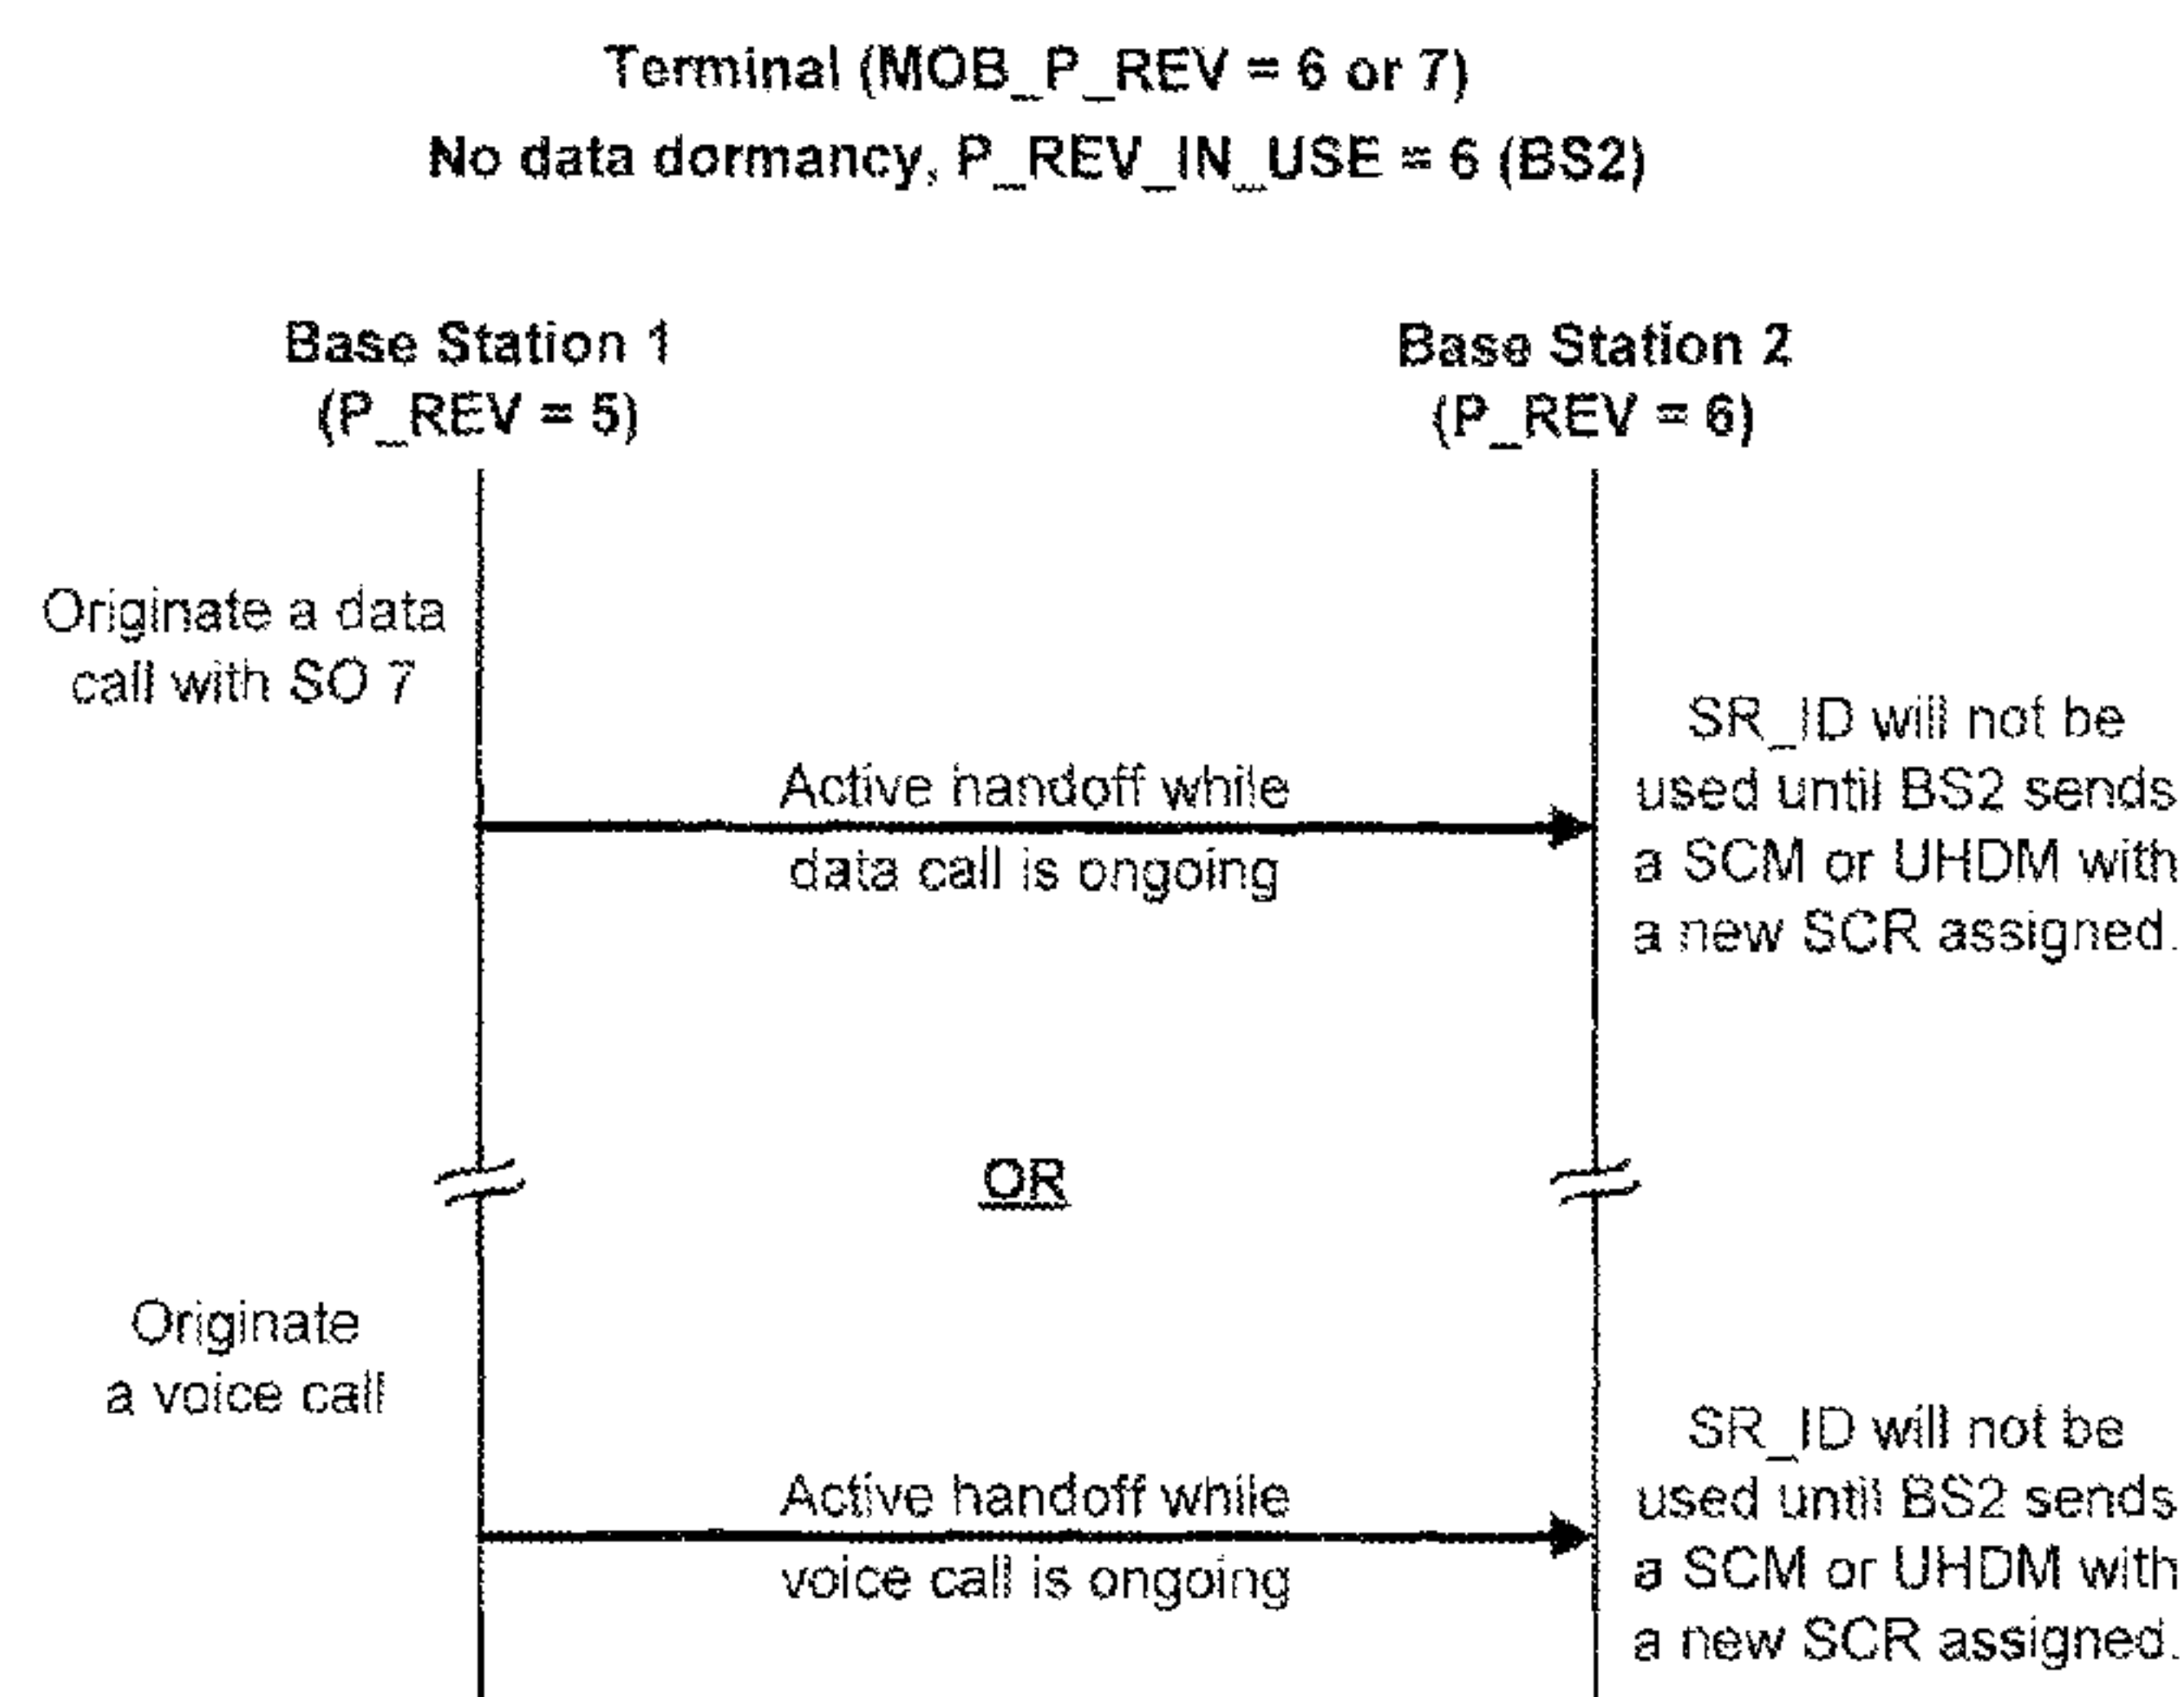 Terminal (MOB_P_REV = 6 or 7)
No data dormancy, P_REV_IN_USE = 6 (BS2)
Base Station 1
(P_REV = 5)
Base Station 2
(P_REV = 6)
Originate a data
call with SO 7
Active handoff while
data call is ongoing
SR_ID will not be
used until BS2 sends
a SCM or UHDM with
a new SCR assigned.
OR
Originate
a voice call
Active handoff while
voice call is ongoing
SR_ID will not be
used until BS2 sends
a SCM or UHDM with
a new SCR assigned.